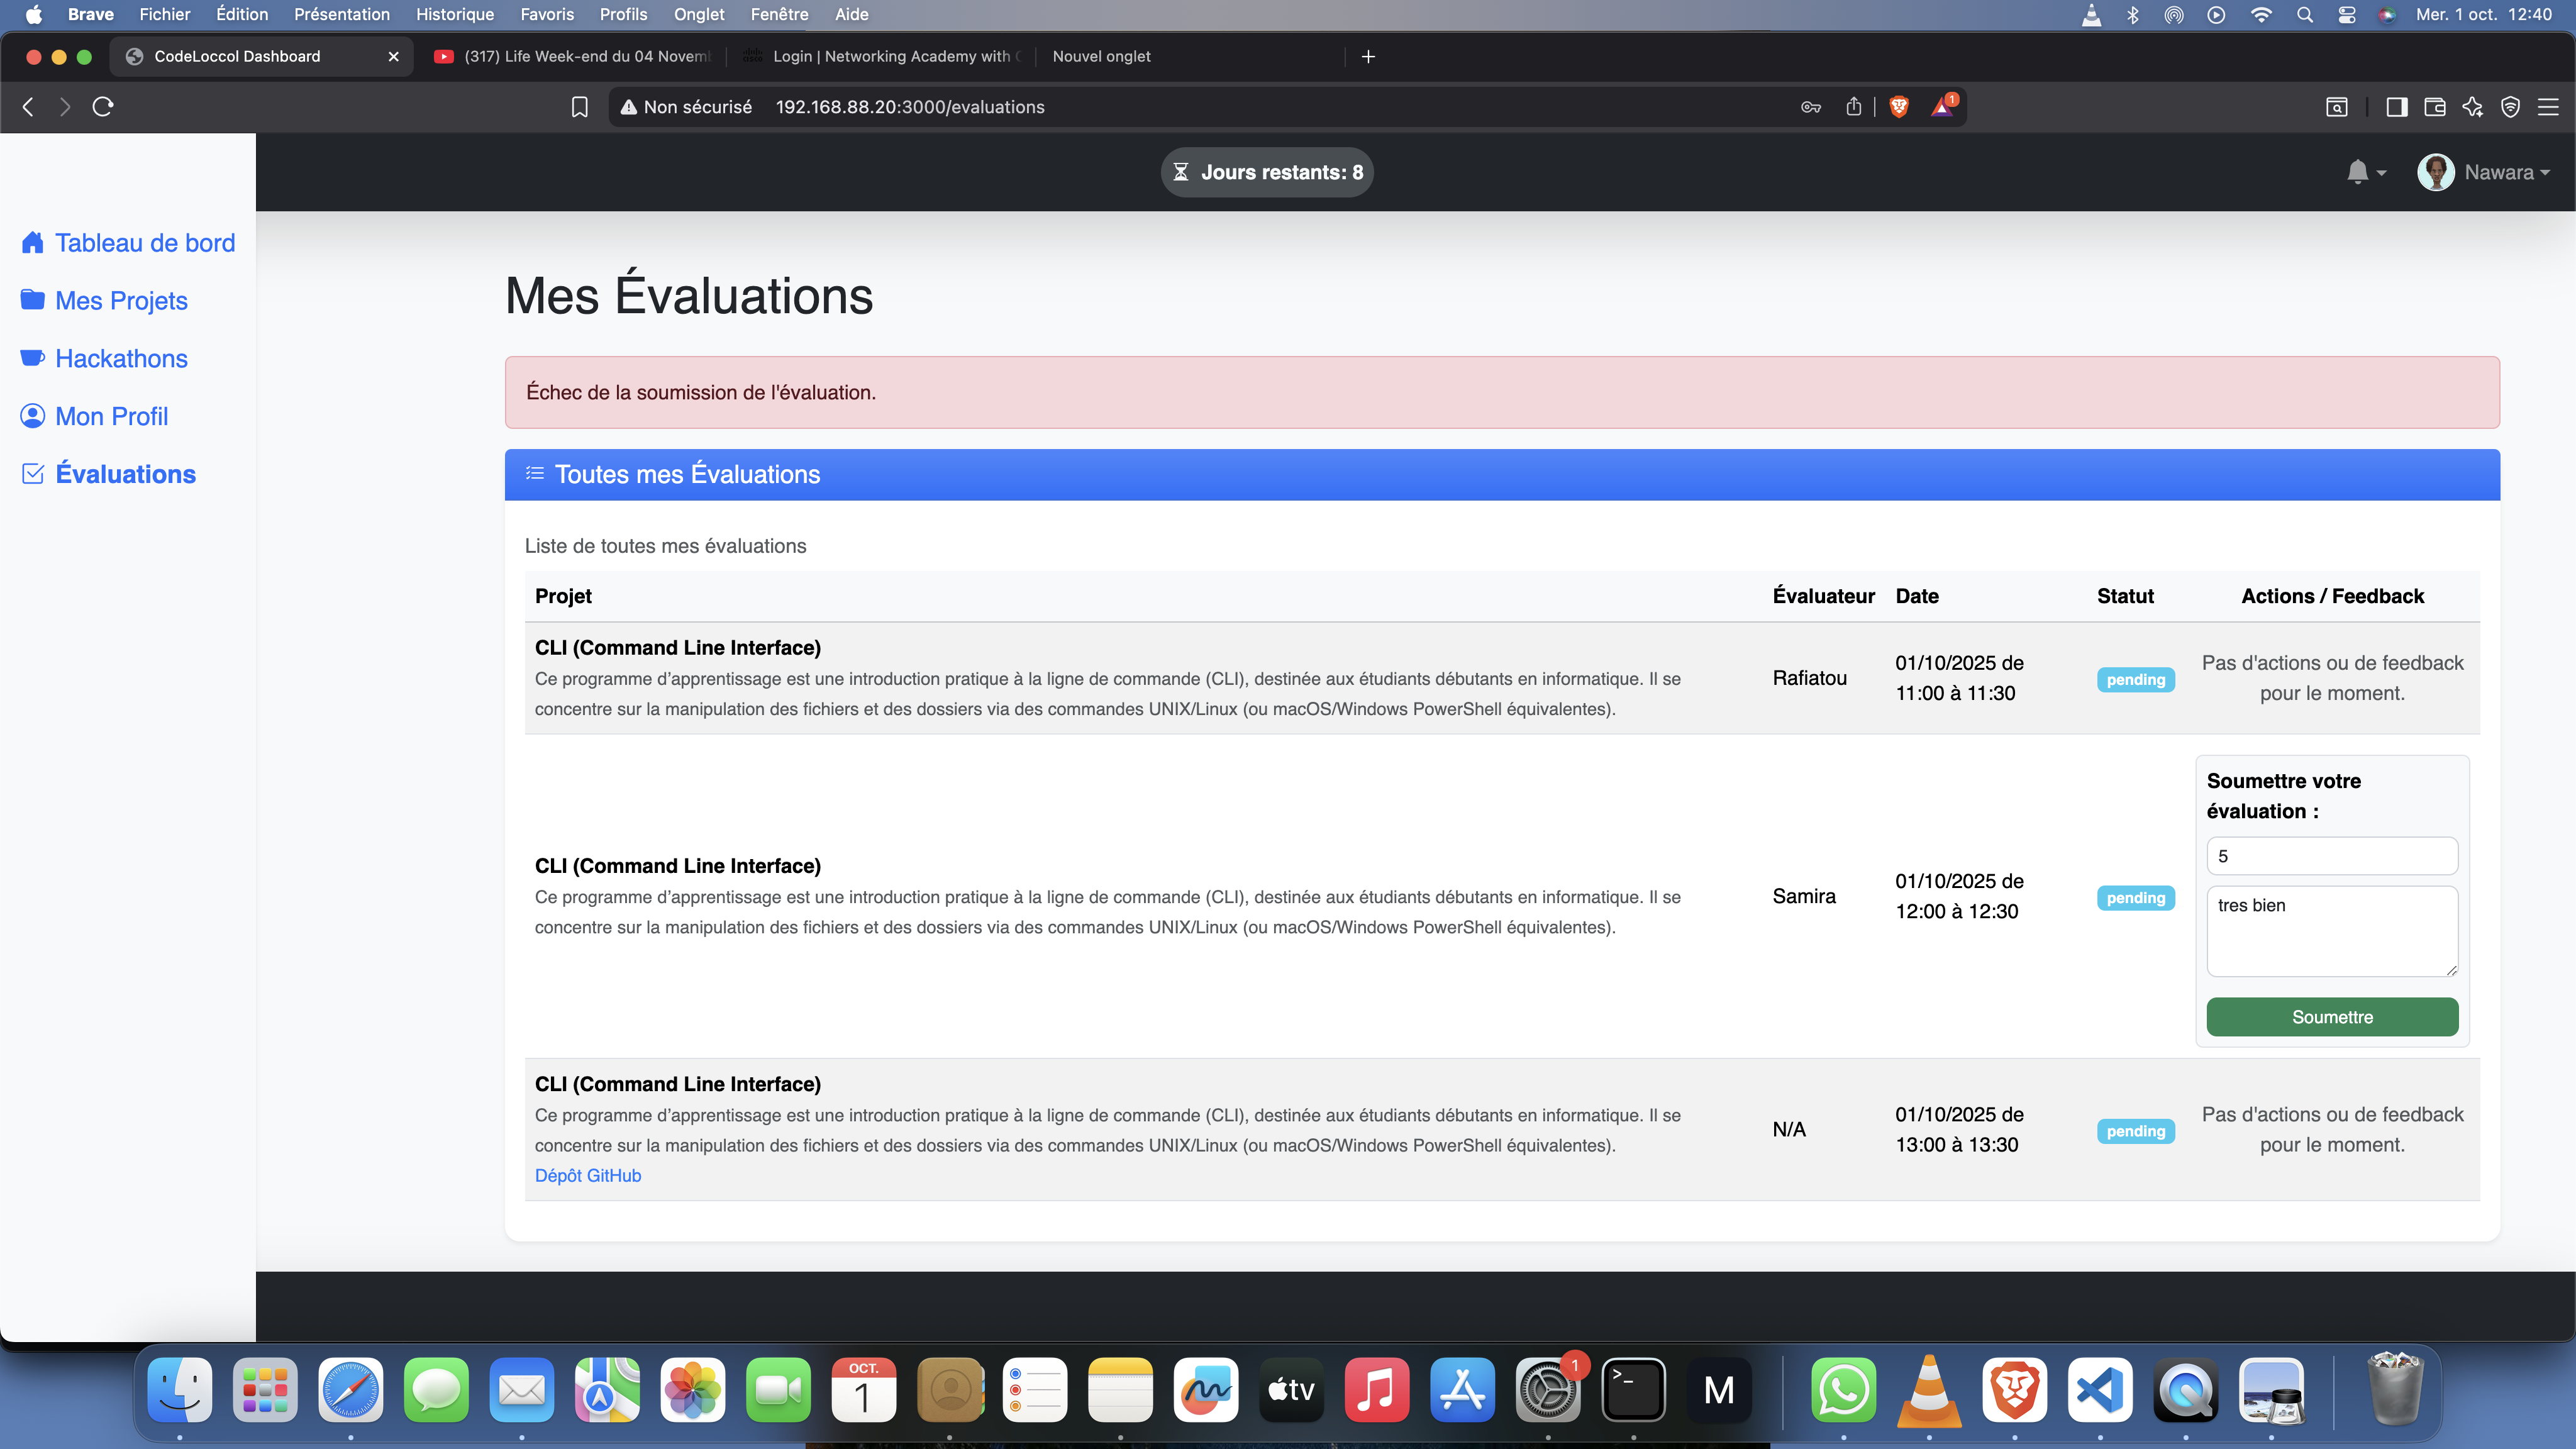 Brave Fichier Édition Présentation Historique Favoris Profils Onglet Fenêtre Aide Mer. 1 oct. 12:40
CodeLoccol Dashboard (317) Life Week-end du 04 Novem Login | Networking Academy with Nouvel onglet
Non sécurisé 192.168.88.20:3000/evaluations 1
Jours restants: 8
Nawara
Tableau de bord
Mes Projets
Hackathons
Mon Profil
Évaluations
Mes Évaluations
Échec de la soumission de l'évaluation.
Toutes mes Évaluations
Liste de toutes mes évaluations
Projet Évaluateur Date Statut Actions / Feedback
CLI (Command Line Interface)
Ce programme d’apprentissage est une introduction pratique à la ligne de commande (CLI), destinée aux étudiants débutants en informatique. Il se
concentre sur la manipulation des fichiers et des dossiers via des commandes UNIX/Linux (ou macOS/Windows PowerShell équivalentes).
Rafiatou
01/10/2025 de
11:00 à 11:30
pending
Pas d'actions ou de feedback
pour le moment.
CLI (Command Line Interface)
Ce programme d’apprentissage est une introduction pratique à la ligne de commande (CLI), destinée aux étudiants débutants en informatique. Il se
concentre sur la manipulation des fichiers et des dossiers via des commandes UNIX/Linux (ou macOS/Windows PowerShell équivalentes).
Samira
01/10/2025 de
12:00 à 12:30
pending
Soumettre votre
évaluation :
5
tres bien
Soumettre
CLI (Command Line Interface)
Ce programme d’apprentissage est une introduction pratique à la ligne de commande (CLI), destinée aux étudiants débutants en informatique. Il se
concentre sur la manipulation des fichiers et des dossiers via des commandes UNIX/Linux (ou macOS/Windows PowerShell équivalentes).
Dépôt GitHub
N/A
01/10/2025 de
13:00 à 13:30
pending
Pas d'actions ou de feedback
pour le moment.
OCT.
1
tv
1
>_
M